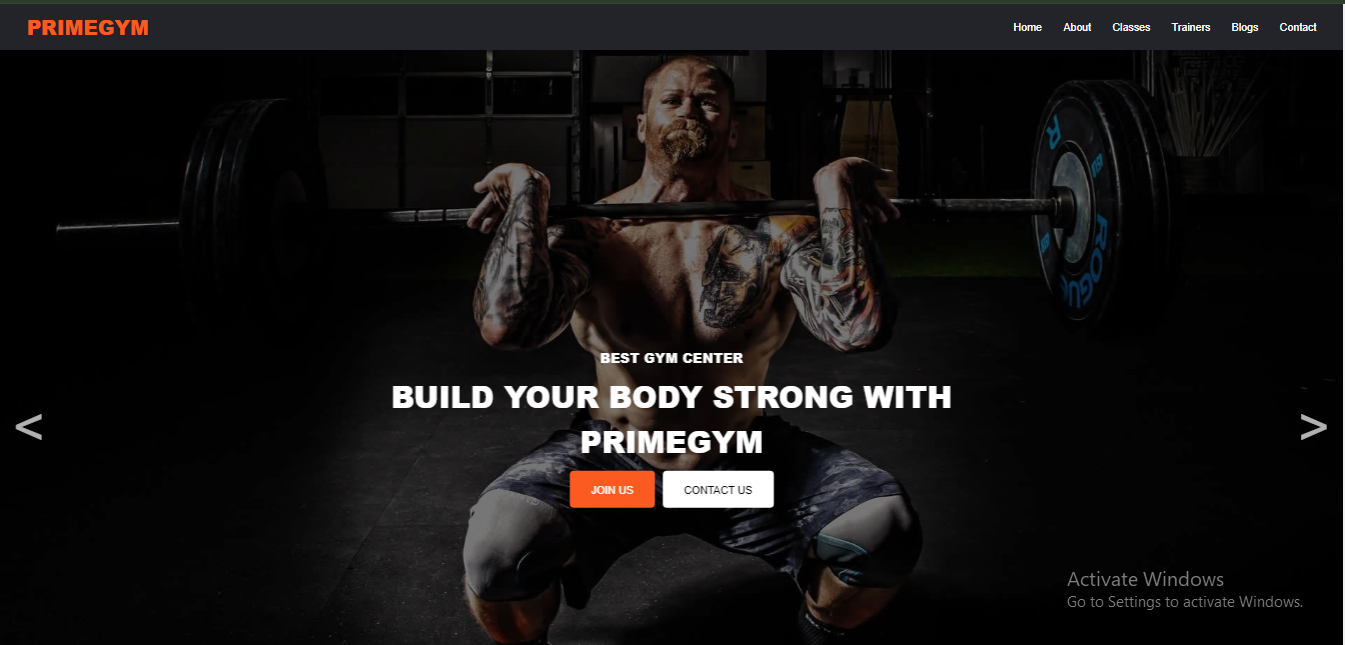 PRIMEGYM
Home About Classes Trainers Blogs Contact
ROGUE
BEST GYM CENTER
BUILD YOUR BODY STRONG WITH
PRIMEGYM
< >
JOIN US CONTACT US
Activate Windows
Go to Settings to activate Windows.